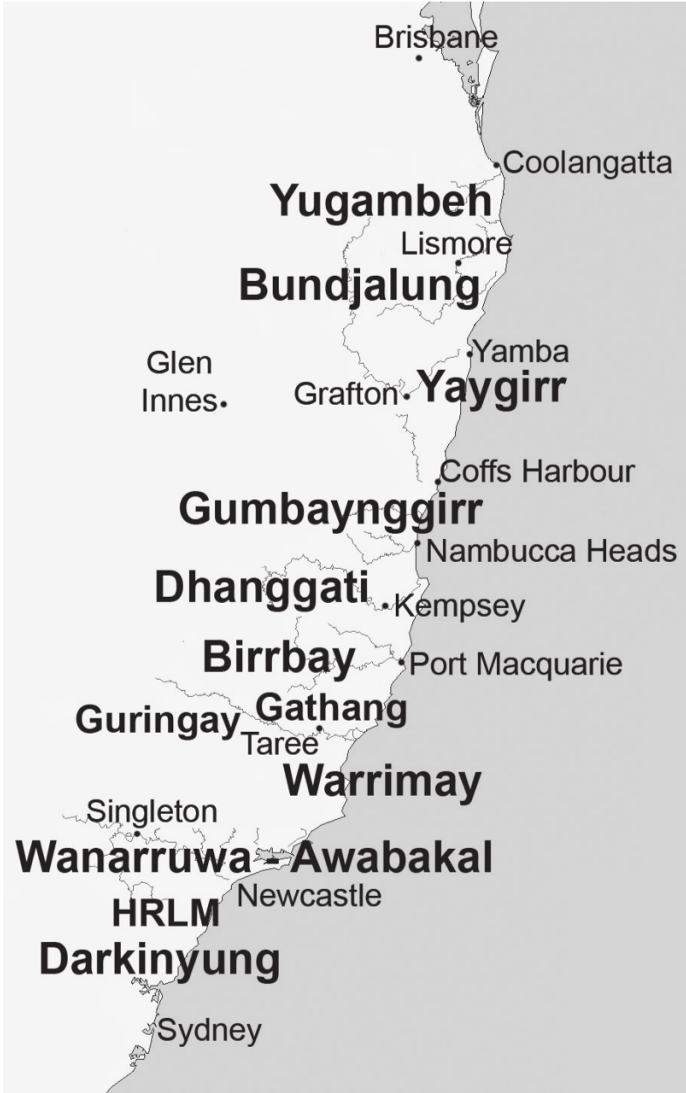 Brisbane
Coolangatta
Yugambeh
Lismore
Bundjalung
Yamba
Glen
Innes
Grafton
Yaygirr
Coffs Harbour
Gumbaynggirr
Nambucca Heads
Dhanggati
Kempsey
Birrbay
Port Macquarie
Gathang
Guringay
Taree
Warrimay
Singleton
Wanarruwa - Awabakal
Newcastle
HRLM
Darkinyung
Sydney